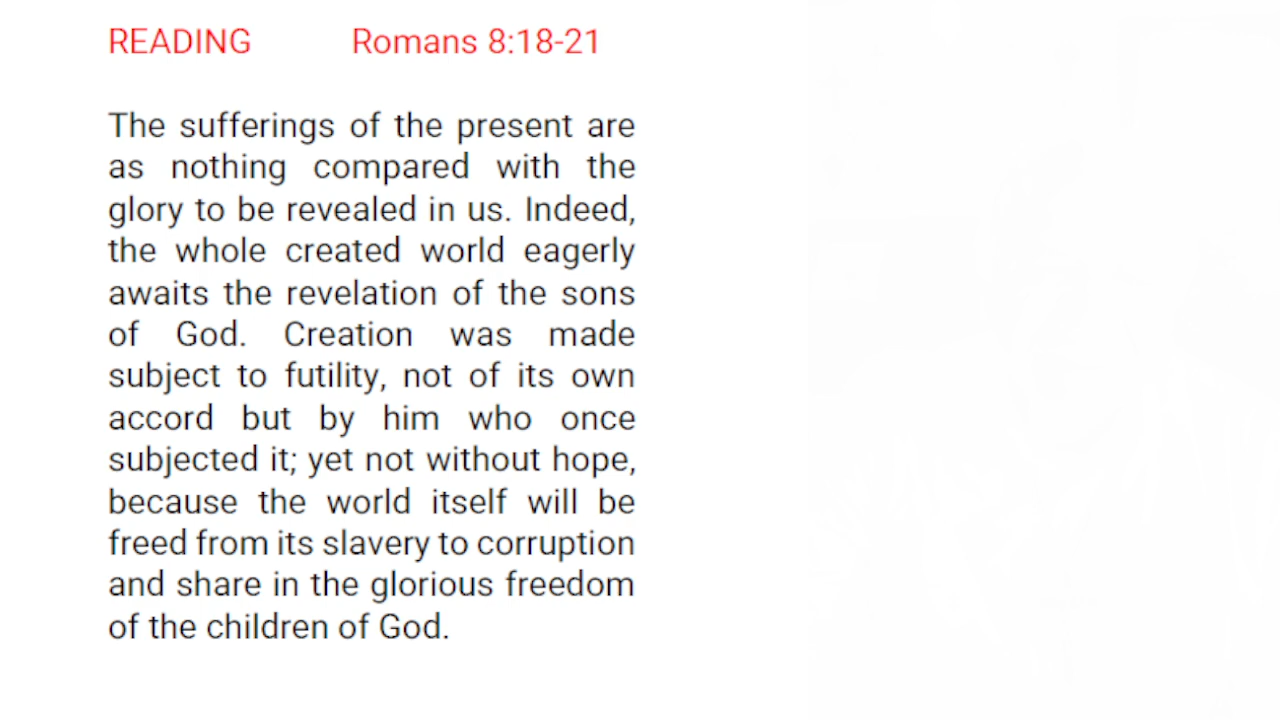 READING Romans 8:18-21
The sufferings of the present are
as nothing compared with the
glory to be revealed in us. Indeed,
the whole created world eagerly
awaits the revelation of the sons
of God. Creation was made
subject to futility, not of its own
accord but by him who once
subjected it; yet not without hope,
because the world itself will be
freed from its slavery to corruption
and share in the glorious freedom
of the children of God.